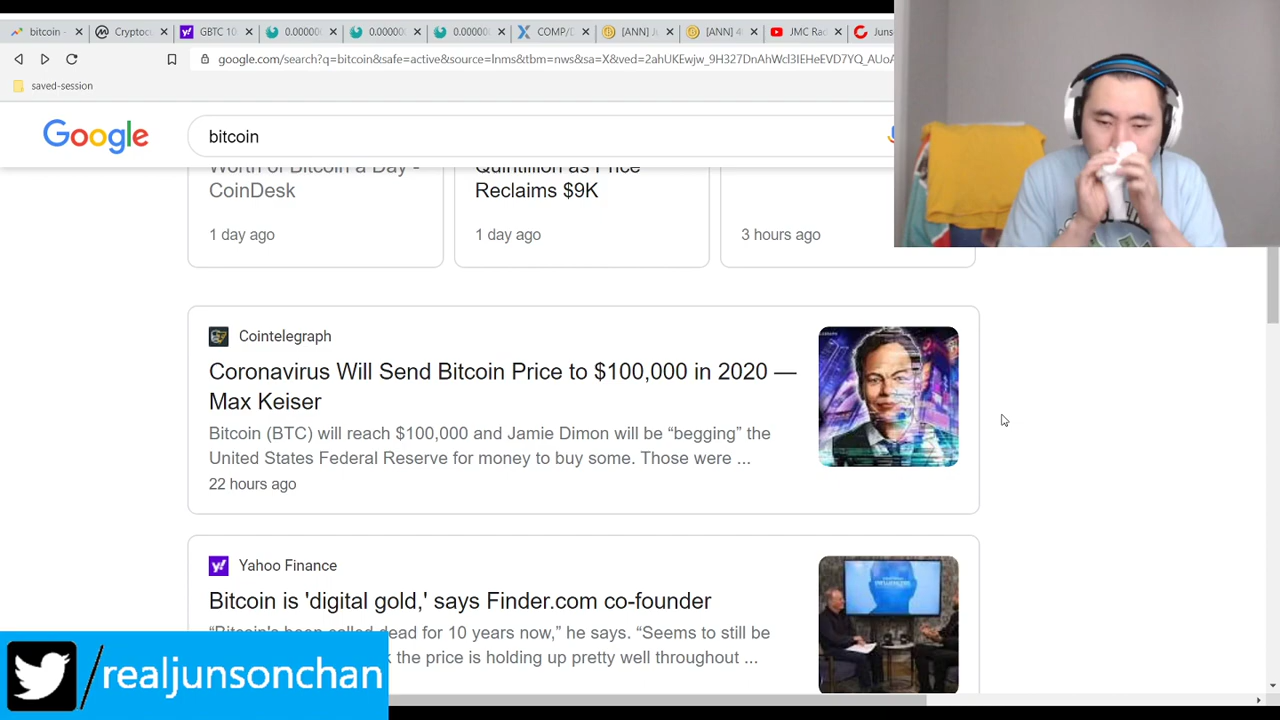 bitcoin -
Cryptoc
GBTC 10
0.00000
0.00000
0.00000
COMP/
[ANN] J
[ANN] 4
JMC Ra
Juns
google.com/search?q=bitcoin&safe=active&source=lnms&tbm=nws&sa=X&ved=2ahUKEwjw_9H327DnAhWcl3IEHeEVD7YQ_AUoA
saved-session
Google
bitcoin
Worth of Bitcoin a Day -
CoinDesk
1 day ago
Quintillion as Price
Reclaims $9K
1 day ago
3 hours ago
Cointelegraph
Coronavirus Will Send Bitcoin Price to $100,000 in 2020 —
Max Keiser
Bitcoin (BTC) will reach $100,000 and Jamie Dimon will be “begging” the
United States Federal Reserve for money to buy some. Those were ...
22 hours ago
Yahoo Finance
Bitcoin is 'digital gold,' says Finder.com co-founder
“Bitcoin's been called dead for 10 years now,” he says. “Seems to still be
the price is holding up pretty well throughout ...
/realjunsonchan